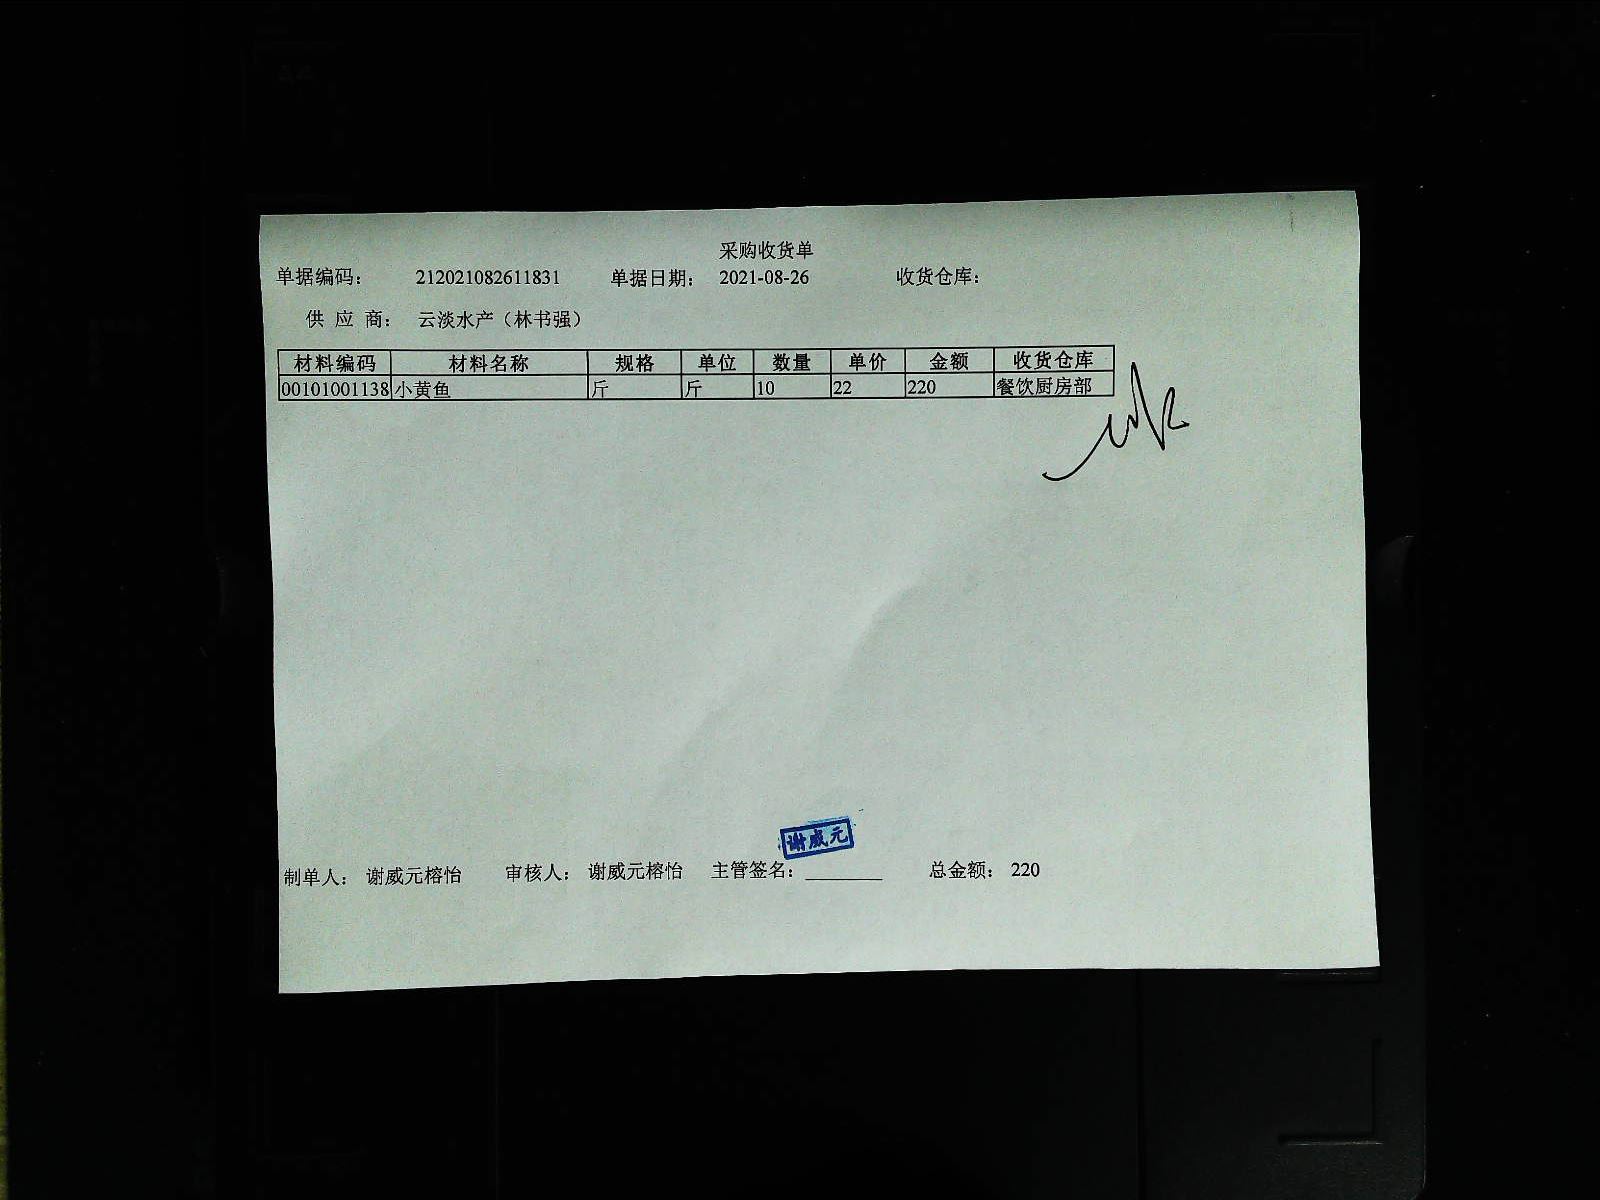 采购收货单
单据编码： 212021082611831 单据日期： 2021-08-26 收货仓库：
供 应 商： 云淡水产（林书强）
材料编码 材料名称 规格 单位 数量 单价 金额 收货仓库
00101001138 小黄鱼 斤 斤 10 22 220 餐饮厨房部
谢威元
制单人： 谢威元榕怡 审核人： 谢威元榕怡 主管签名：________ 总金额： 220